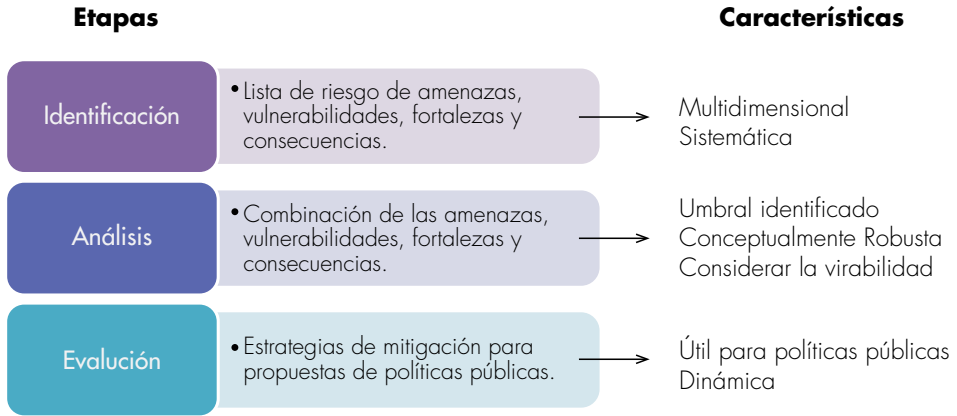 Etapas
Características
Identificación
• Lista de riesgo de amenazas,
vulnerabilidades, fortalezas y
consecuencias.
Multidimensional
Sistemática
Análisis
• Combinación de las amenazas,
vulnerabilidades, fortalezas y
consecuencias.
Umbral identificado
Conceptualmente Robusta
Considerar la virabilidad
Evalución
• Estrategias de mitigación para
propuestas de políticas públicas.
Útil para políticas públicas
Dinámica